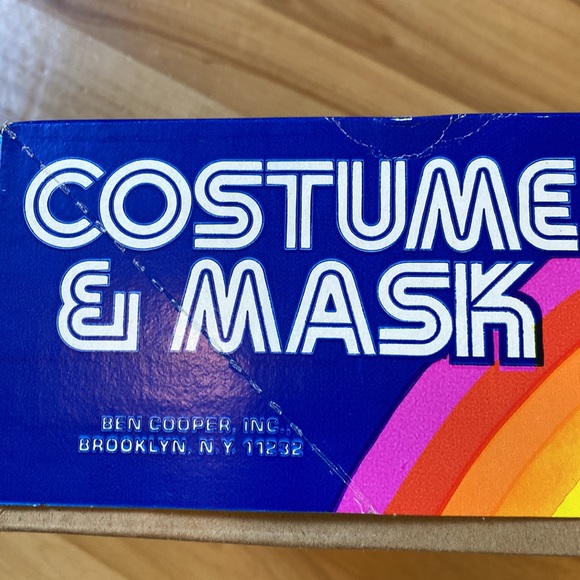 COSTUME
& MASK
BEN COOPER, INC.,
BROOKLYN, N.Y. 11232